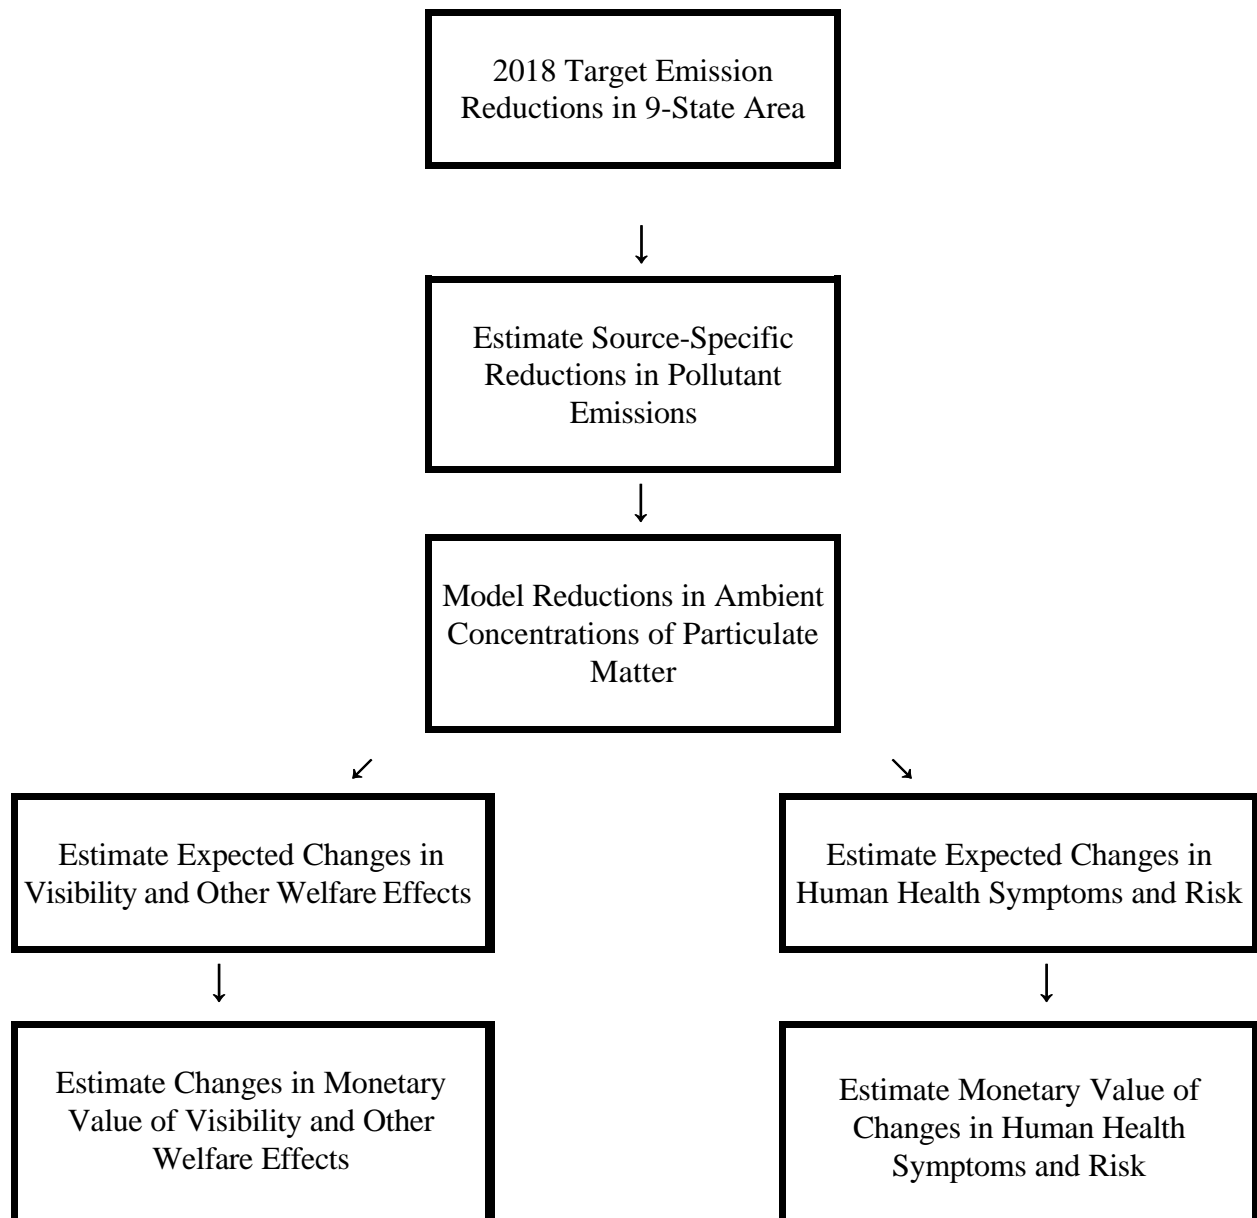 2018 Target Emission
Reductions in 9-State Area
↓
Estimate Source-Specific
Reductions in Pollutant
Emissions
↓
Model Reductions in Ambient
Concentrations of Particulate
Matter
↙ ↘
Estimate Expected Changes in
Visibility and Other Welfare Effects
Estimate Expected Changes in
Human Health Symptoms and Risk
↓ ↓
Estimate Changes in Monetary
Value of Visibility and Other
Welfare Effects
Estimate Monetary Value of
Changes in Human Health
Symptoms and Risk